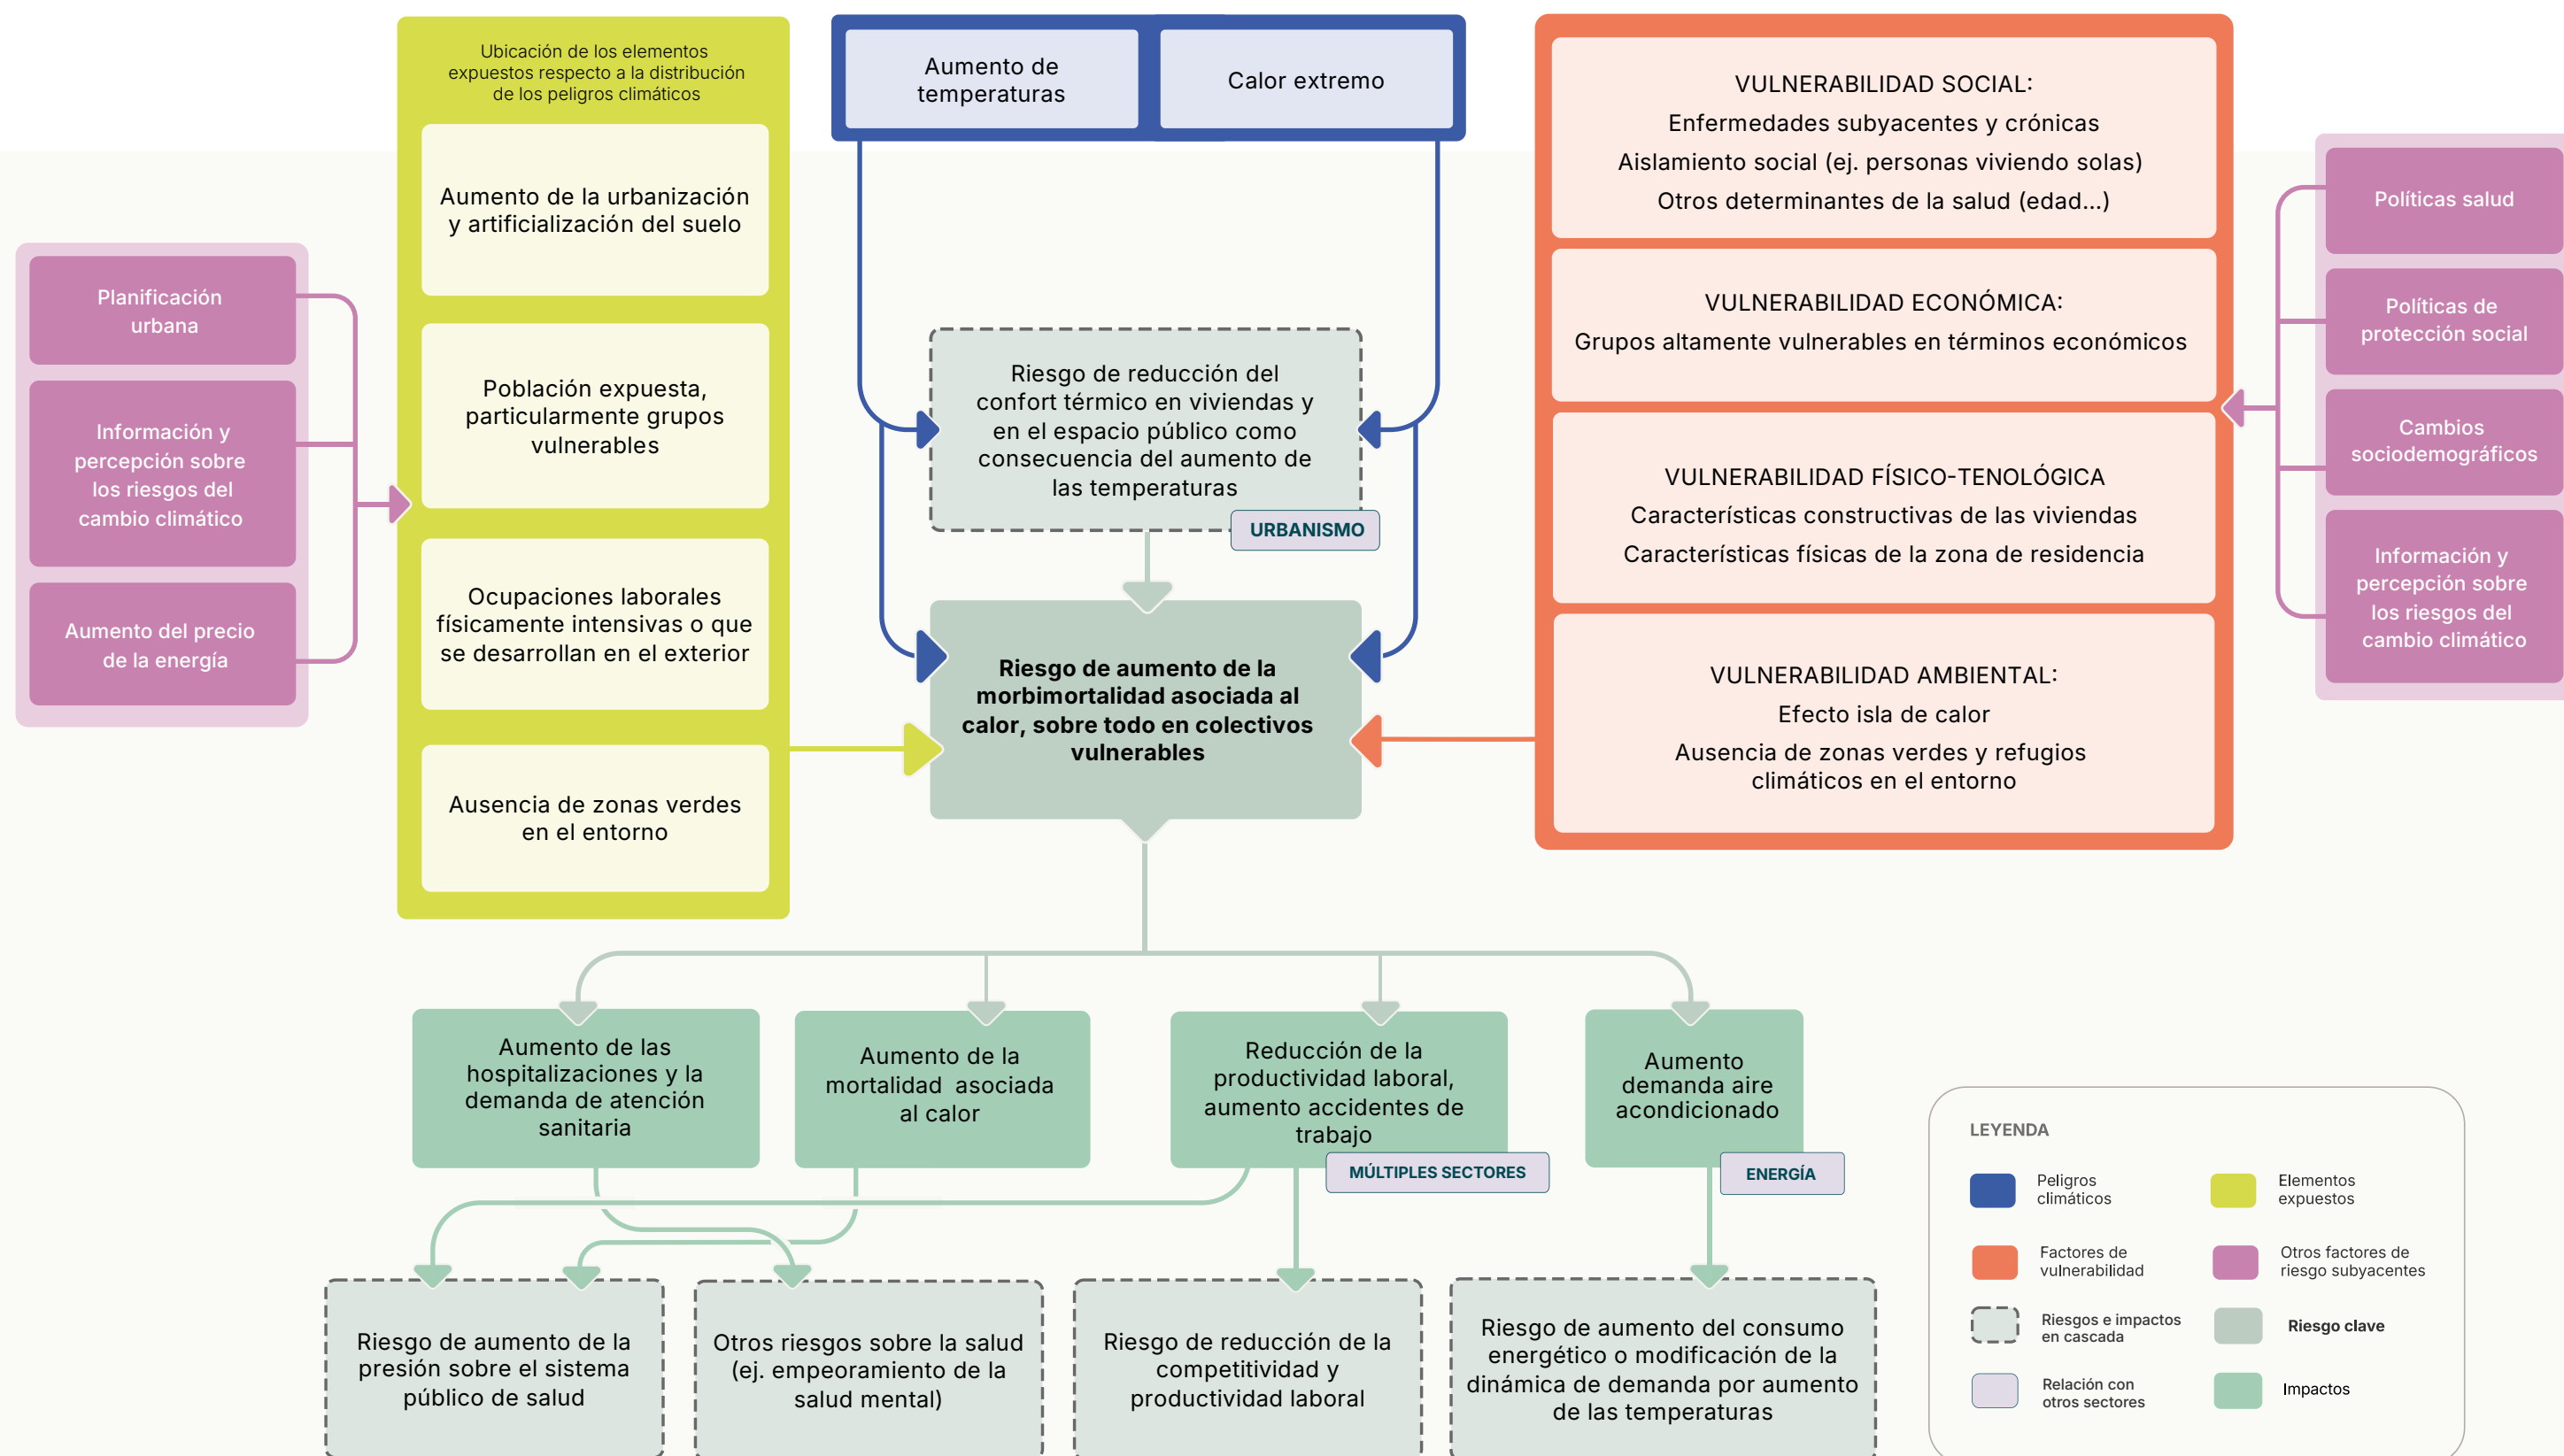 Ubicación de los elementos
expuestos respecto a la distribución
de los peligros climáticos
Aumento de la urbanización
y artificialización del suelo
Población expuesta,
particularmente grupos
vulnerables
Ocupaciones laborales
físicamente intensivas o que
se desarrollan en el exterior
Ausencia de zonas verdes
en el entorno
Planificación
urbana
Información y
percepción sobre
los riesgos del
cambio climático
Aumento del precio
de la energía
Aumento de
temperaturas
Calor extremo
Riesgo de reducción del
confort térmico en viviendas y
en el espacio público como
consecuencia del aumento de
las temperaturas
URBANISMO
Riesgo de aumento de la
morbimortalidad asociada al
calor, sobre todo en colectivos
vulnerables
VULNERABILIDAD SOCIAL:
Enfermedades subyacentes y crónicas
Aislamiento social (ej. personas viviendo solas)
Otros determinantes de la salud (edad...)
VULNERABILIDAD ECONÓMICA:
Grupos altamente vulnerables en términos económicos
VULNERABILIDAD FÍSICO-TENOLÓGICA
Características constructivas de las viviendas
Características físicas de la zona de residencia
VULNERABILIDAD AMBIENTAL:
Efecto isla de calor
Ausencia de zonas verdes y refugios
climáticos en el entorno
Políticas salud
Políticas de
protección social
Cambios
sociodemográficos
Información y
percepción sobre
los riesgos del
cambio climático
Aumento de las
hospitalizaciones y la
demanda de atención
sanitaria
Aumento de la
mortalidad asociada
al calor
Reducción de la
productividad laboral,
aumento accidentes de
trabajo
MÚLTIPLES SECTORES
Aumento
demanda aire
acondicionado
ENERGÍA
Riesgo de aumento de la
presión sobre el sistema
público de salud
Otros riesgos sobre la salud
(ej. empeoramiento de la
salud mental)
Riesgo de reducción de la
competitividad y
productividad laboral
Riesgo de aumento del consumo
energético o modificación de la
dinámica de demanda por aumento
de las temperaturas
LEYENDA
Peligros
climáticos
Elementos
expuestos
Factores de
vulnerabilidad
Otros factores de
riesgo subyacentes
Riesgos e impactos
en cascada
Riesgo clave
Relación con
otros sectores
Impactos